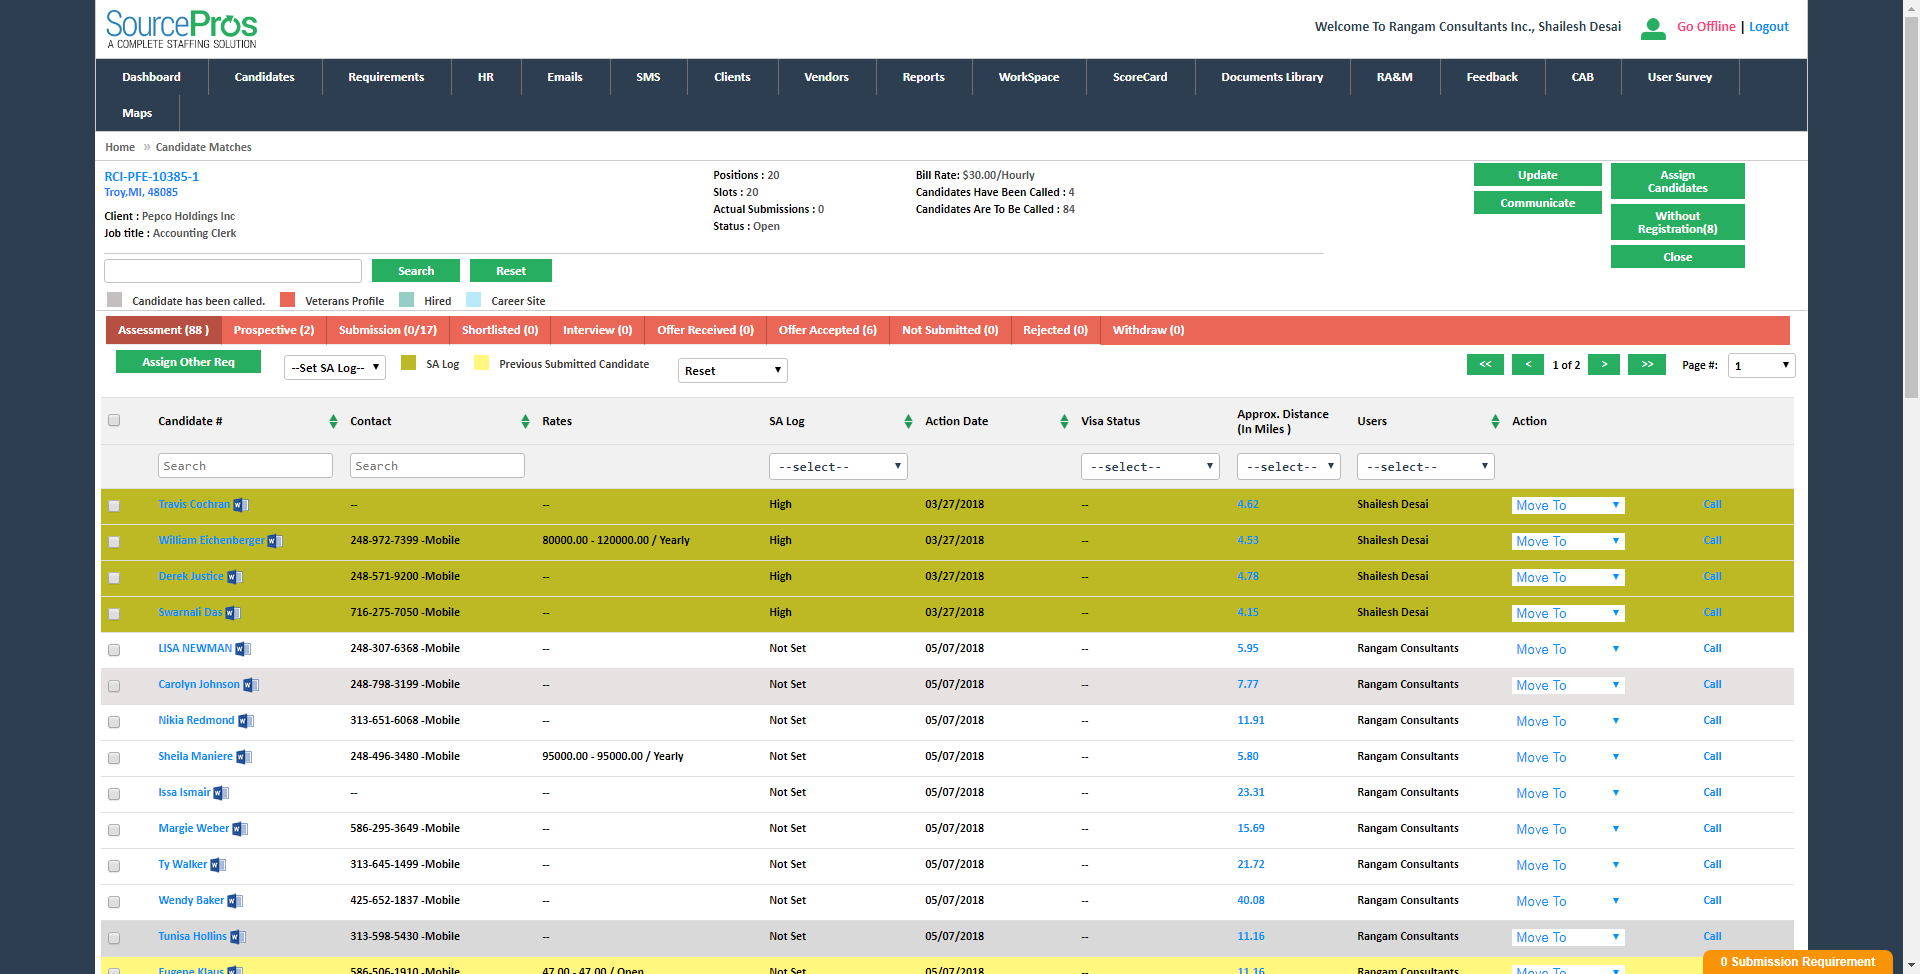 SourcePros
A COMPLETE STAFFING SOLUTION
Welcome To Rangam Consultants Inc., Shailesh Desai
Go Offline | Logout
Dashboard Candidates Requirements HR Emails SMS Clients Vendors Reports WorkSpace ScoreCard Documents Library RA&M Feedback CAB User Survey
Maps
Home » Candidate Matches
RCI-PFE-10385-1
Troy,MI, 48085
Client : Pepco Holdings Inc
Job title : Accounting Clerk
Positions : 20
Slots : 20
Actual Submissions : 0
Status : Open
Bill Rate: $30.00/Hourly
Candidates Have Been Called : 4
Candidates Are To Be Called : 84
Update
Communicate
Assign
Candidates
Without
Registration(8)
Close
Search Reset
Candidate has been called. Veterans Profile Hired Career Site
Assessment (88 ) Prospective (2) Submission (0/17) Shortlisted (0) Interview (0) Offer Received (0) Offer Accepted (6) Not Submitted (0) Rejected (0) Withdraw (0)
Assign Other Req --Set SA Log-- SA Log Previous Submitted Candidate Reset << < 1 of 2 > >> Page #: 1
Candidate # Contact Rates SA Log Action Date Visa Status Approx. Distance
(In Miles ) Users Action
Search Search --select-- --select-- --select-- --select--
Travis Cochran -- -- High 03/27/2018 -- 4.62 Shailesh Desai Move To Call
William Eichenberger 248-972-7399 -Mobile 80000.00 - 120000.00 / Yearly High 03/27/2018 -- 4.53 Shailesh Desai Move To Call
Derek Justice 248-571-9200 -Mobile -- High 03/27/2018 -- 4.78 Shailesh Desai Move To Call
Swarnali Das 716-275-7050 -Mobile -- High 03/27/2018 -- 4.15 Shailesh Desai Move To Call
LISA NEWMAN 248-307-6368 -Mobile -- Not Set 05/07/2018 -- 5.95 Rangam Consultants Move To Call
Carolyn Johnson 248-798-3199 -Mobile -- Not Set 05/07/2018 -- 7.77 Rangam Consultants Move To Call
Nikia Redmond 313-651-6068 -Mobile -- Not Set 05/07/2018 -- 11.91 Rangam Consultants Move To Call
Sheila Maniere 248-496-3480 -Mobile 95000.00 - 95000.00 / Yearly Not Set 05/07/2018 -- 5.80 Rangam Consultants Move To Call
Issa Ismair -- -- Not Set 05/07/2018 -- 23.31 Rangam Consultants Move To Call
Margie Weber 586-295-3649 -Mobile -- Not Set 05/07/2018 -- 15.69 Rangam Consultants Move To Call
Ty Walker 313-645-1499 -Mobile -- Not Set 05/07/2018 -- 21.72 Rangam Consultants Move To Call
Wendy Baker 425-652-1837 -Mobile -- Not Set 05/07/2018 -- 40.08 Rangam Consultants Move To Call
Tunisa Hollins 313-598-5430 -Mobile -- Not Set 05/07/2018 -- 11.16 Rangam Consultants Move To Call
Eugene Klaus 586-506-1910 -Mobile 47.00 - 47.00 / Open Not Set 05/07/2018 -- 11.16 Rangam Consultants Move To Call
0 Submission Requirement